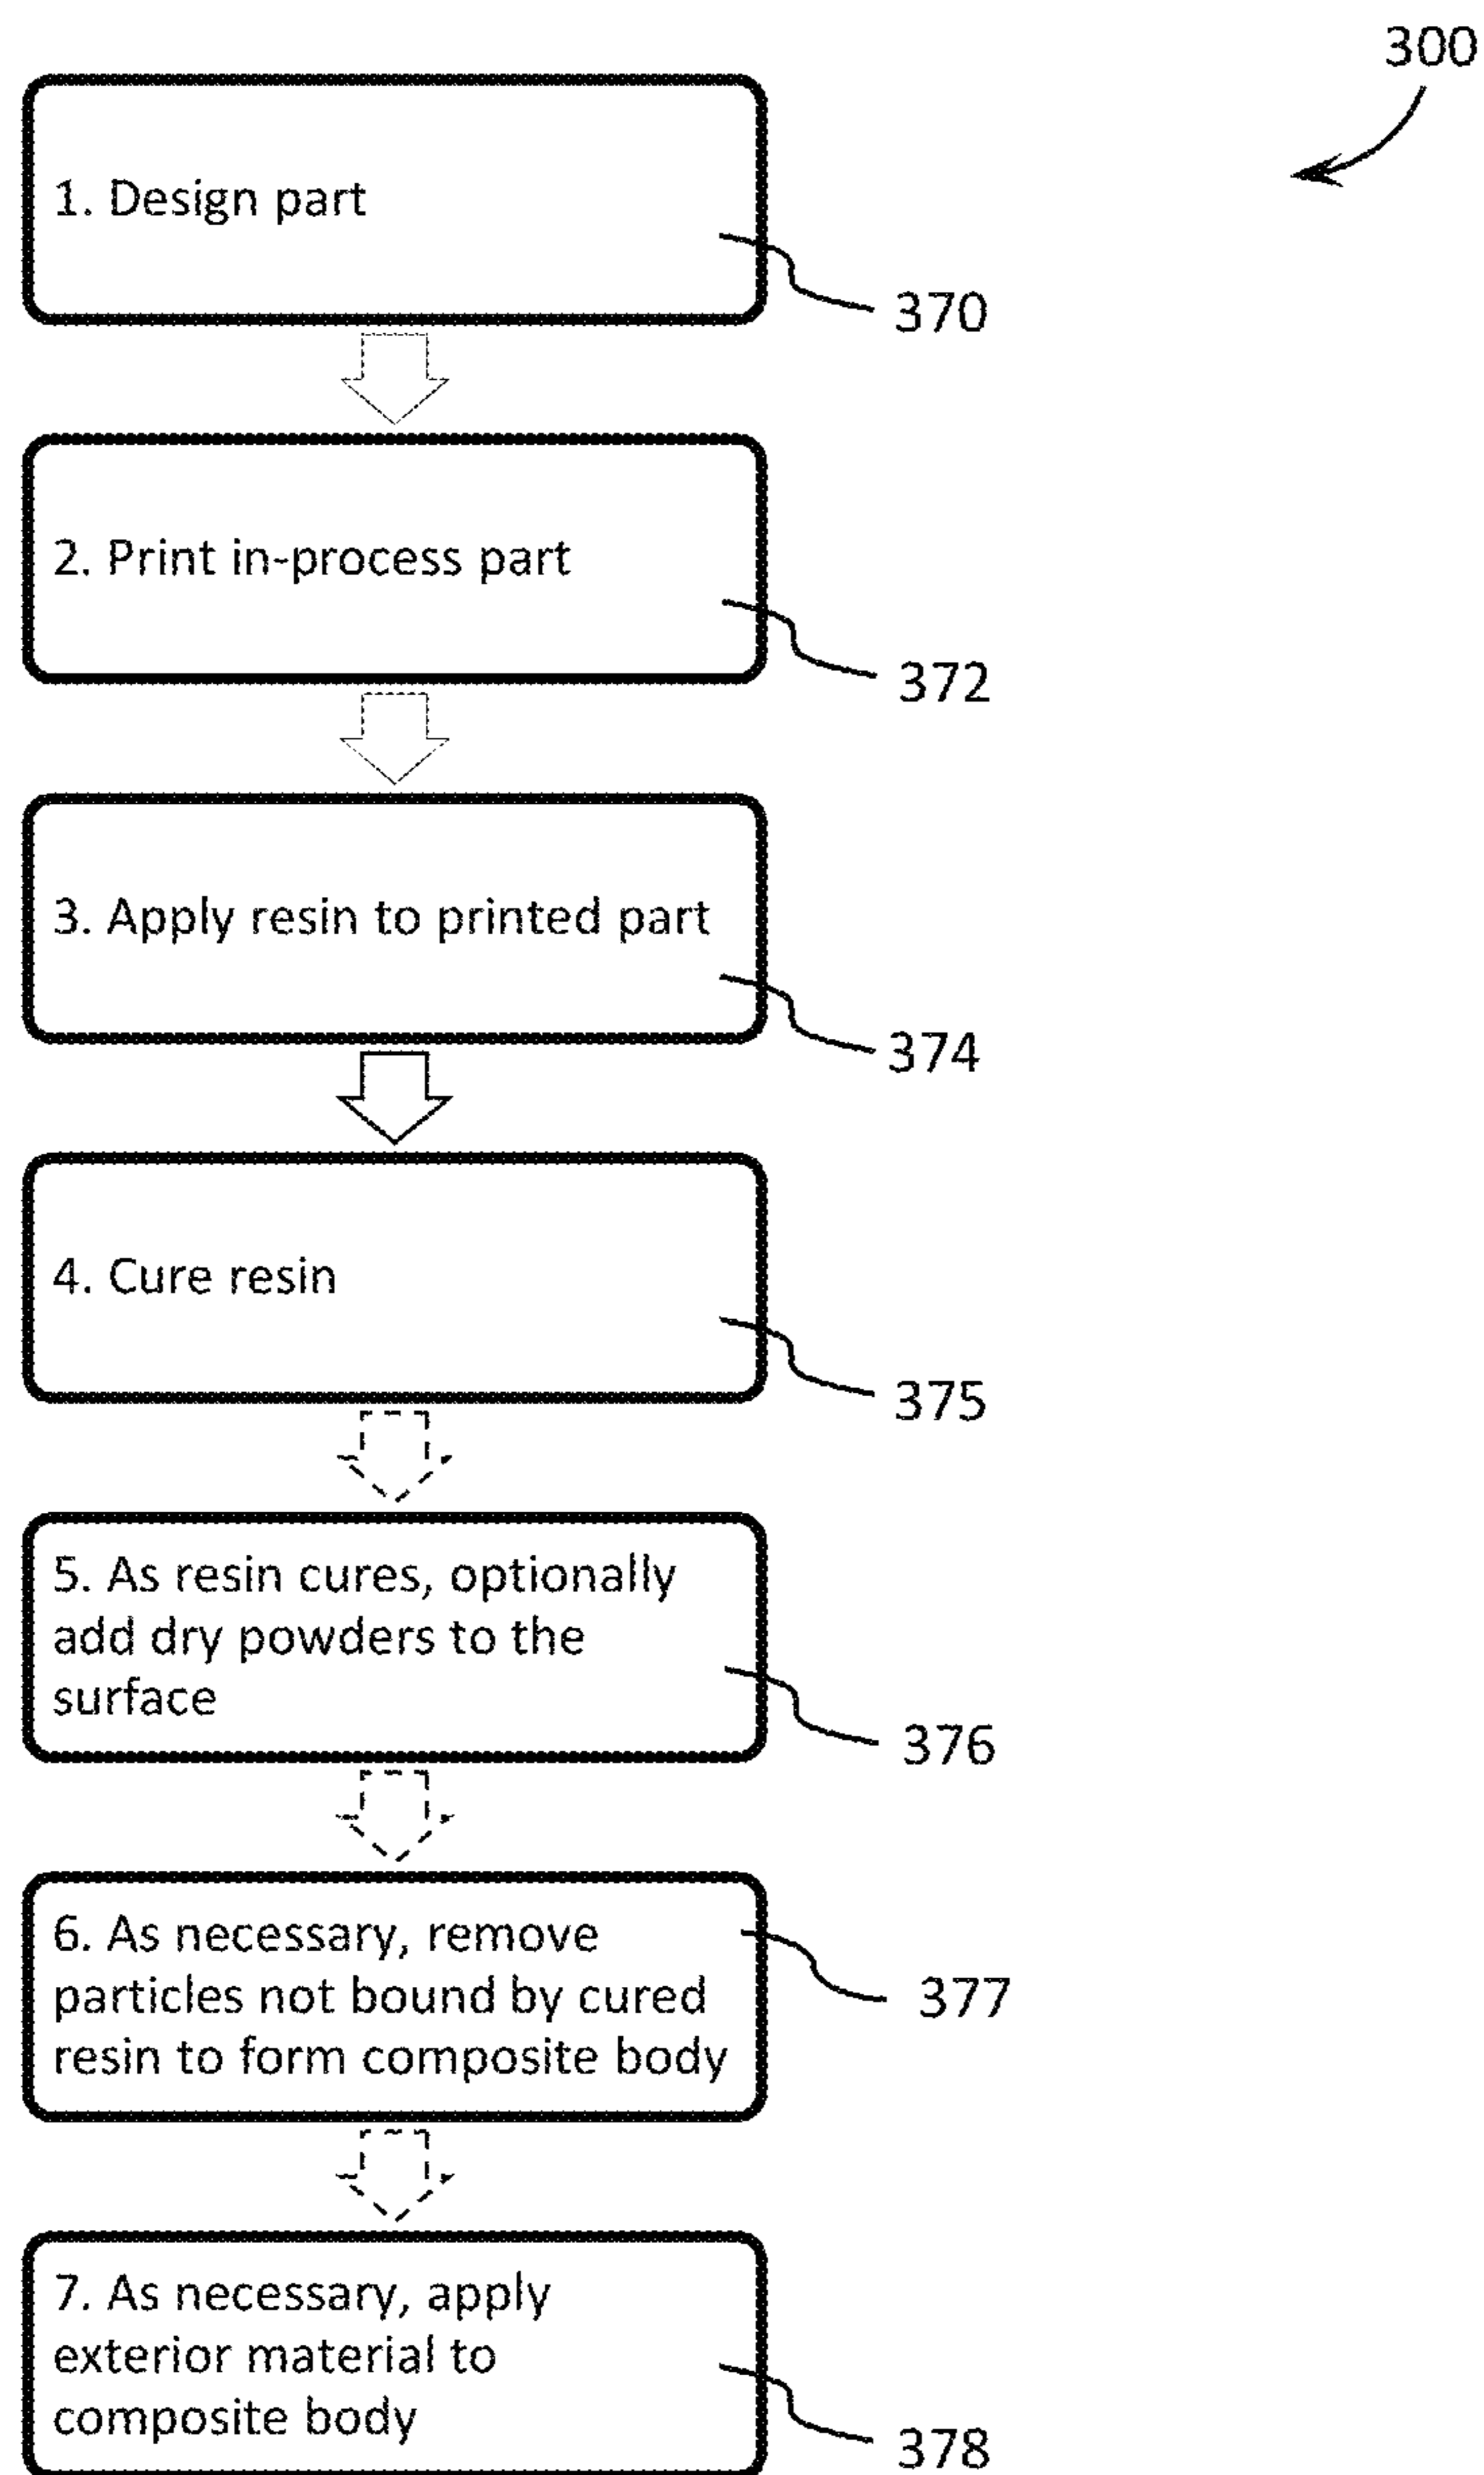 300
1. Design part
370
2. Print in-process part
372
3. Apply resin to printed part
374
4. Cure resin
375
5. As resin cures, optionally
add dry powders to the
surface
376
6. As necessary, remove
particles not bound by cured
resin to form composite body
377
7. As necessary, apply
exterior material to
composite body
378